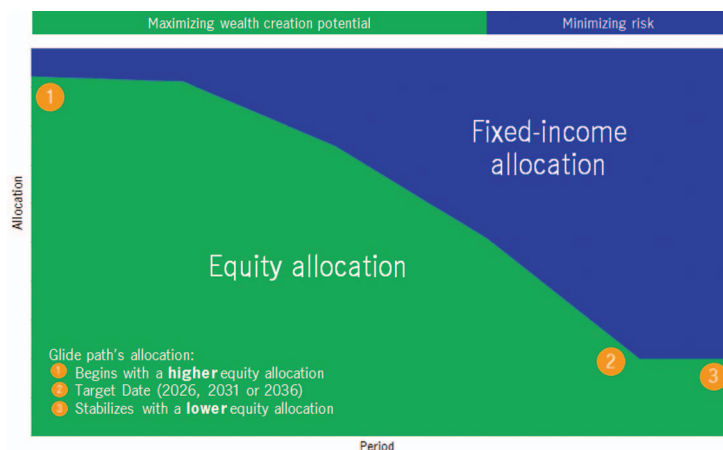 Maximizing wealth creation potential
Minimizing risk
Fixed-income
allocation
Allocation
Equity allocation
Glide path's allocation:
1 Begins with a higher equity allocation
2 Target Date (2026, 2031 or 2036)
3 Stabilizes with a lower equity allocation
1
2
3
Period